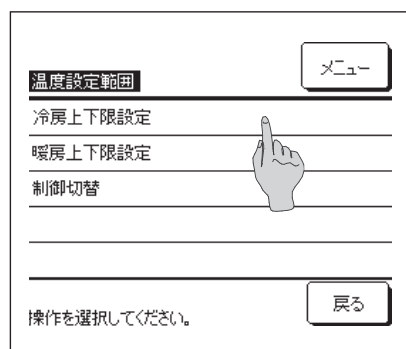 メニュー
温度設定範囲
冷房上下限設定
暖房上下限設定
制御切替
戻る
操作を選択してください。